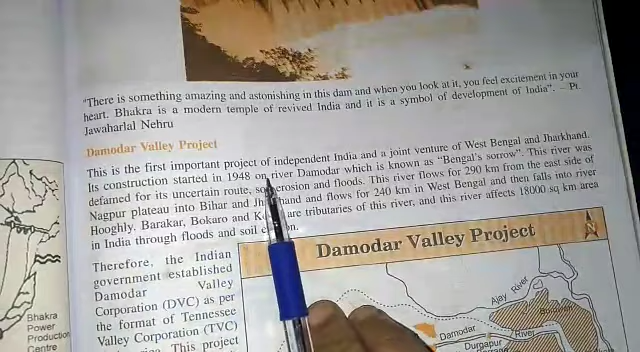 "There is something amazing and astonishing in this dam and when you look at it, you feel excitement in your
heart. Bhakra is a modern temple of revived India and it is a symbol of development of India". – Pt.
Jawaharlal Nehru
Damodar Valley Project
This is the first important project of independent India and a joint venture of West Bengal and Jharkhand.
Its construction started in 1948 on river Damodar which is known as "Bengal's sorrow". This river was
defamed for its uncertain route, soil erosion and floods. This river flows for 290 km from the east side of
Nagpur plateau into Bihar and Jharkhand and flows for 240 km in West Bengal and then falls into river
Hooghly. Barakar, Bokaro and are tributaries of this river, and this river affects 18000 sq km area
in India through floods and soil
Therefore, the Indian
government established
Damodar Valley
Corporation (DVC) as per
the format of Tennessee
Valley Corporation (TVC)
This project
Damodar Valley Project
N
Ajay River
Damodar River
Durgapur
Bhakra
Power
Production
Centre